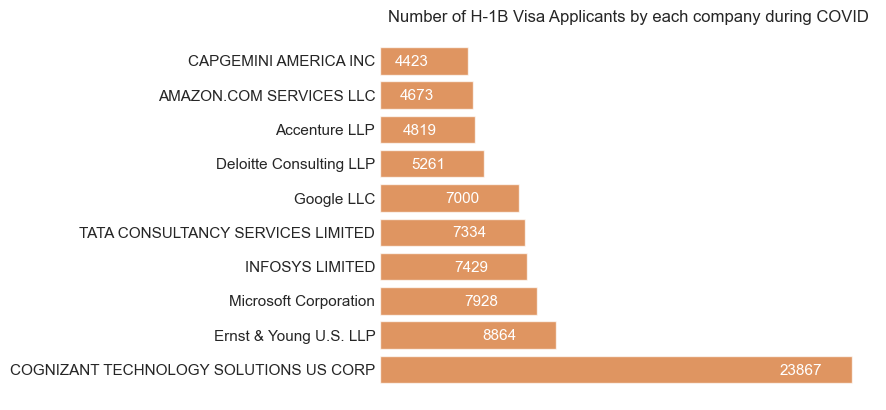 Number of H-1B Visa Applicants by each company during COVID
CAPGEMINI AMERICA INC 4423
AMAZON.COM SERVICES LLC 4673
Accenture LLP 4819
Deloitte Consulting LLP 5261
Google LLC 7000
TATA CONSULTANCY SERVICES LIMITED 7334
INFOSYS LIMITED 7429
Microsoft Corporation 7928
Ernst & Young U.S. LLP 8864
COGNIZANT TECHNOLOGY SOLUTIONS US CORP 23867